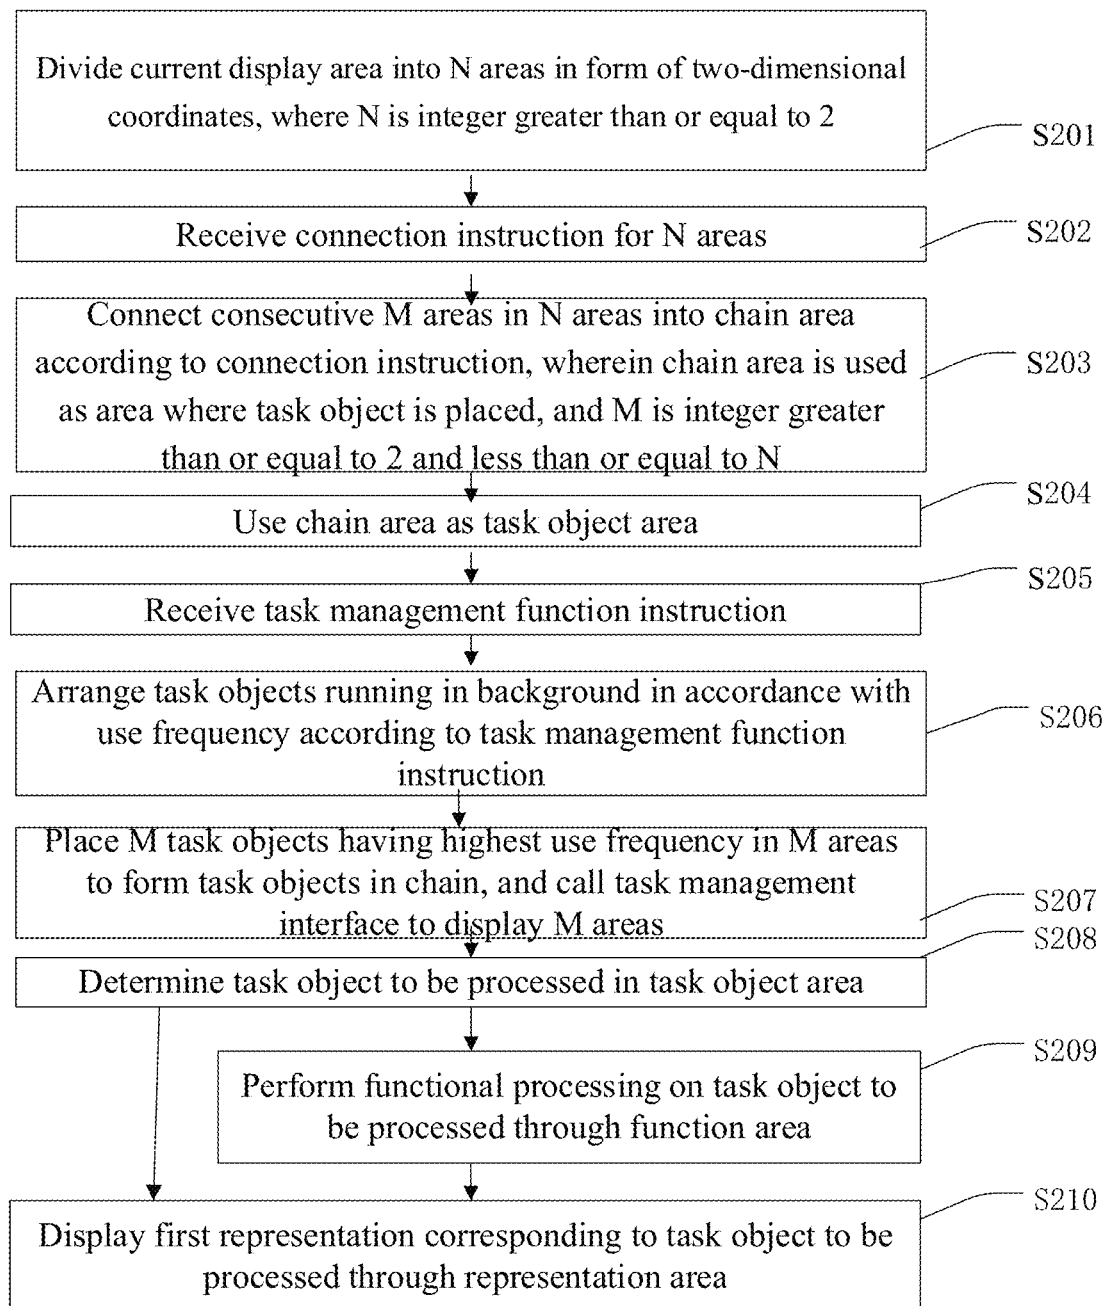 Divide current display area into N areas in form of two-dimensional
coordinates, where N is integer greater than or equal to 2
S201
Receive connection instruction for N areas
S202
Connect consecutive M areas in N areas into chain area
according to connection instruction, wherein chain area is used
as area where task object is placed, and M is integer greater
than or equal to 2 and less than or equal to N
S203
Use chain area as task object area
S204
Receive task management function instruction
S205
Arrange task objects running in background in accordance with
use frequency according to task management function
instruction
S206
Place M task objects having highest use frequency in M areas
to form task objects in chain, and call task management
interface to display M areas
S207
Determine task object to be processed in task object area
S208
Perform functional processing on task object to
be processed through function area
S209
Display first representation corresponding to task object to be
processed through representation area
S210